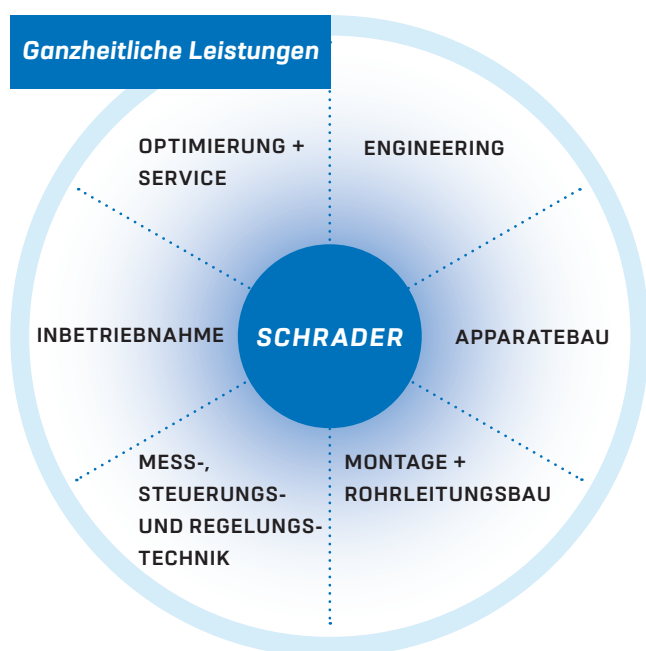 Ganzheitliche Leistungen
OPTIMIERUNG +
SERVICE
ENGINEERING
INBETRIEBNAHME
SCHRADER
APPARATEBAU
MESS-,
STEUERUNGS-
UND REGELUNGS-
TECHNIK
MONTAGE +
ROHRLEITUNGSBAU